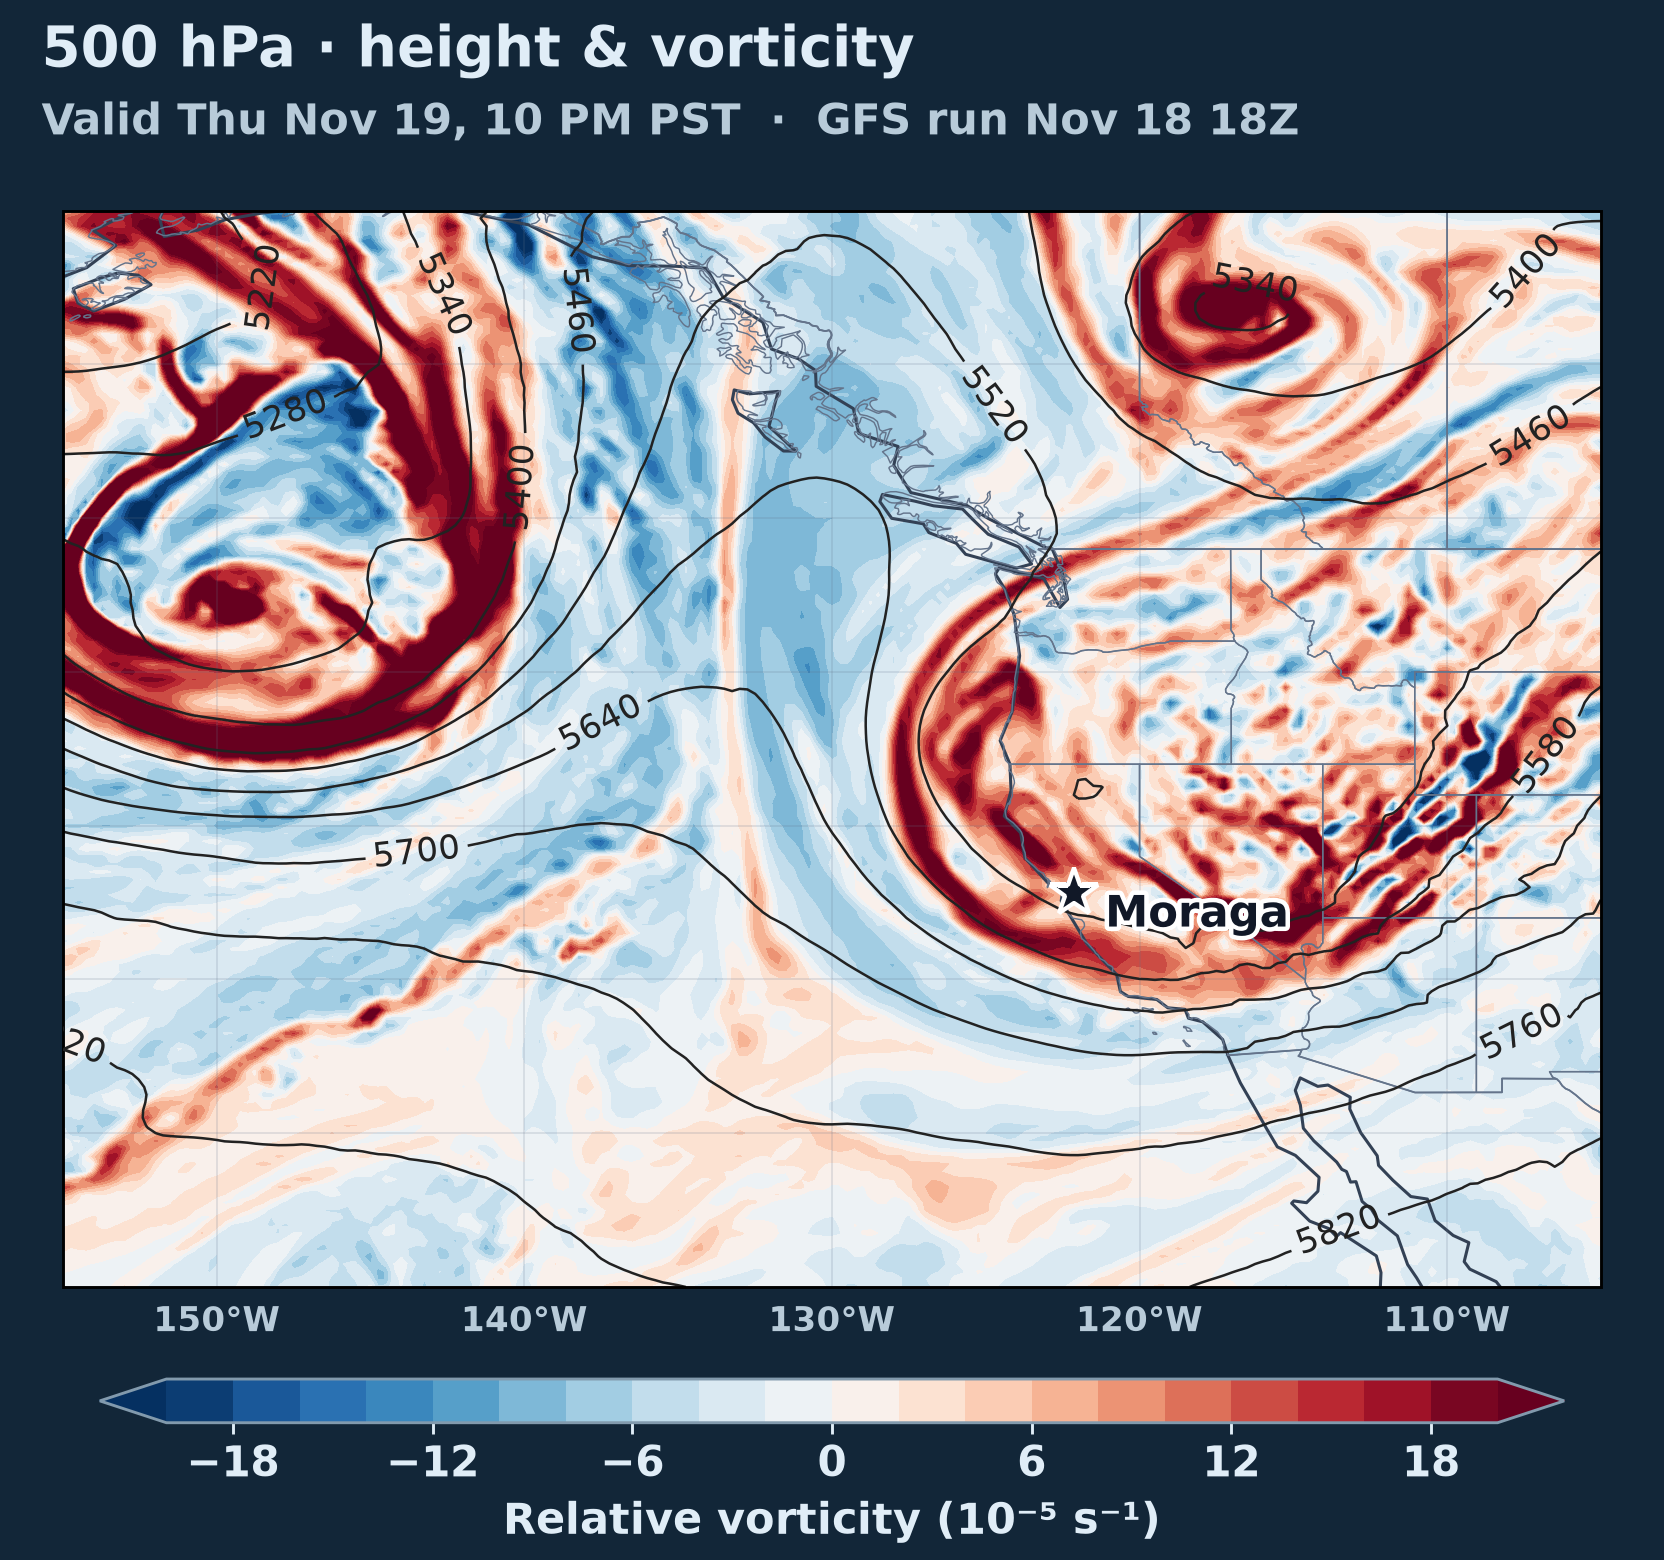 500 hPa · height & vorticity
Valid Thu Nov 19, 10 PM PST · GFS run Nov 18 18Z
5220
5340
5460
5340
5400
5280
5520
5460
5400
5640
5580
5700
Moraga
20
5760
5820
150°W 140°W 130°W 120°W 110°W
−18 −12 −6 0 6 12 18
Relative vorticity (10⁻⁵ s⁻¹)